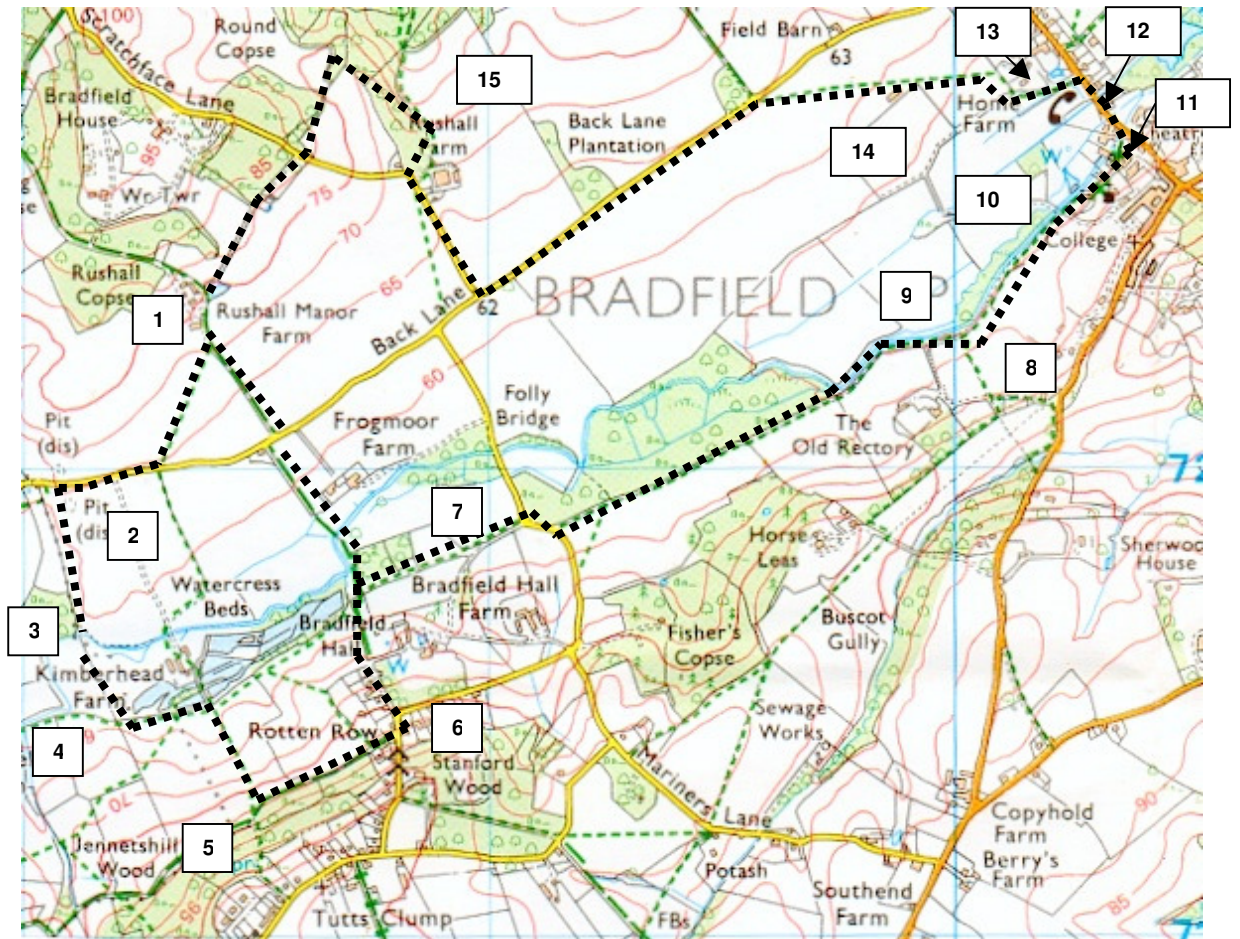 100
Scratchface Lane
Round
Copse
Field Barn
63
13
12
15
11
Bradfield
House
95
85
Rushall
Farm
Back Lane
Plantation
Home
Farm
14
W
Wr Twr
75
10
70
College
Rushall
Copse
65
BRADFIELD
9
P
1
Rushall Manor
Farm
62
Back Lane
60
8
Folly
Bridge
Pit
(dis)
Frogmoor
Farm
The
Old Rectory
7
Pit
(dis
2
Horse
Leas
Sherwoo
House
Watercress
Beds
Bradfield Hall
Farm
3
Bradfield
Hall
Fisher's
Copse
Buscot
Gully
Kimberhead
Farm
W
Sewage
Works
6
4
Rotten Row
Stanford
Wood
Mariners Lane
70
90
Copyhold
Farm
5
Jennetshill
Wood
Potash
Berry's
Farm
Southend
Farm
95
Tutts Clump
FBs
85